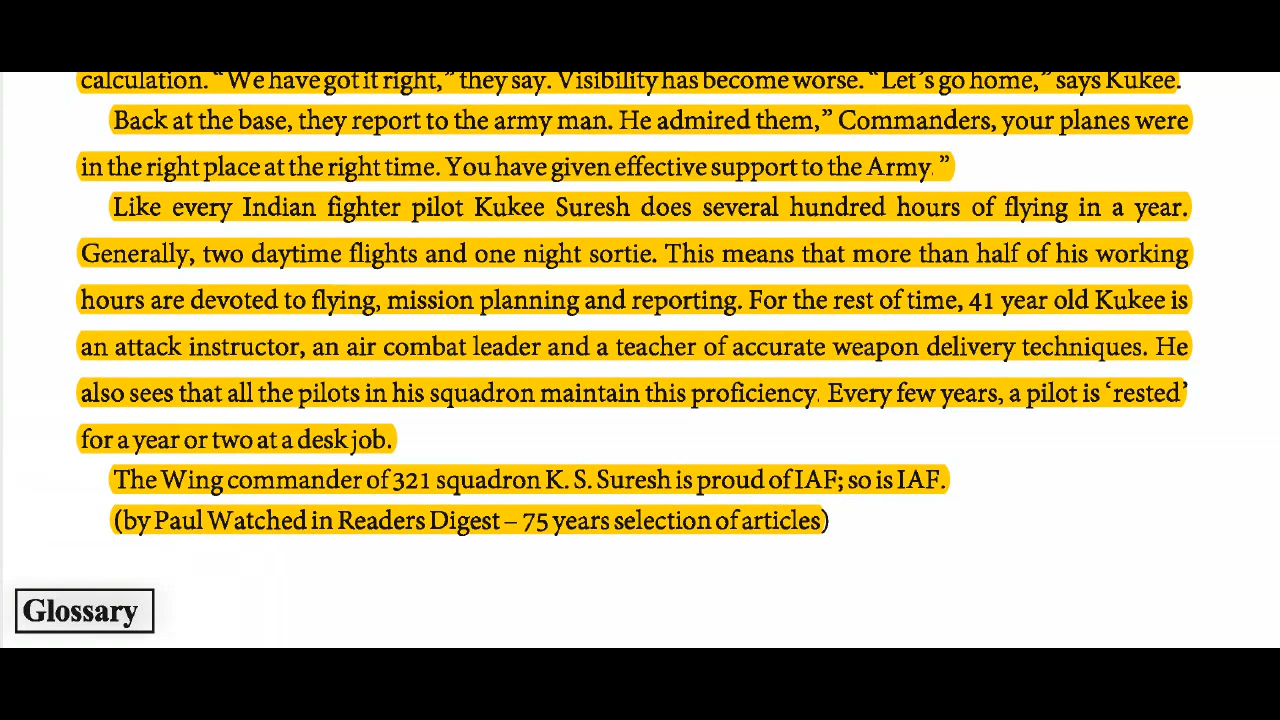 calculation. “We have got it right,” they say. Visibility has become worse. “Let’s go home,” says Kukee.
Back at the base, they report to the army man. He admired them,” Commanders, your planes were
in the right place at the right time. You have given effective support to the Army.”
Like every Indian fighter pilot Kukee Suresh does several hundred hours of flying in a year.
Generally, two daytime flights and one night sortie. This means that more than half of his working
hours are devoted to flying, mission planning and reporting. For the rest of time, 41 year old Kukee is
an attack instructor, an air combat leader and a teacher of accurate weapon delivery techniques. He
also sees that all the pilots in his squadron maintain this proficiency. Every few years, a pilot is ‘rested’
for a year or two at a desk job.
The Wing commander of 321 squadron K. S. Suresh is proud of IAF; so is IAF.
(by Paul Watched in Readers Digest – 75 years selection of articles)
Glossary